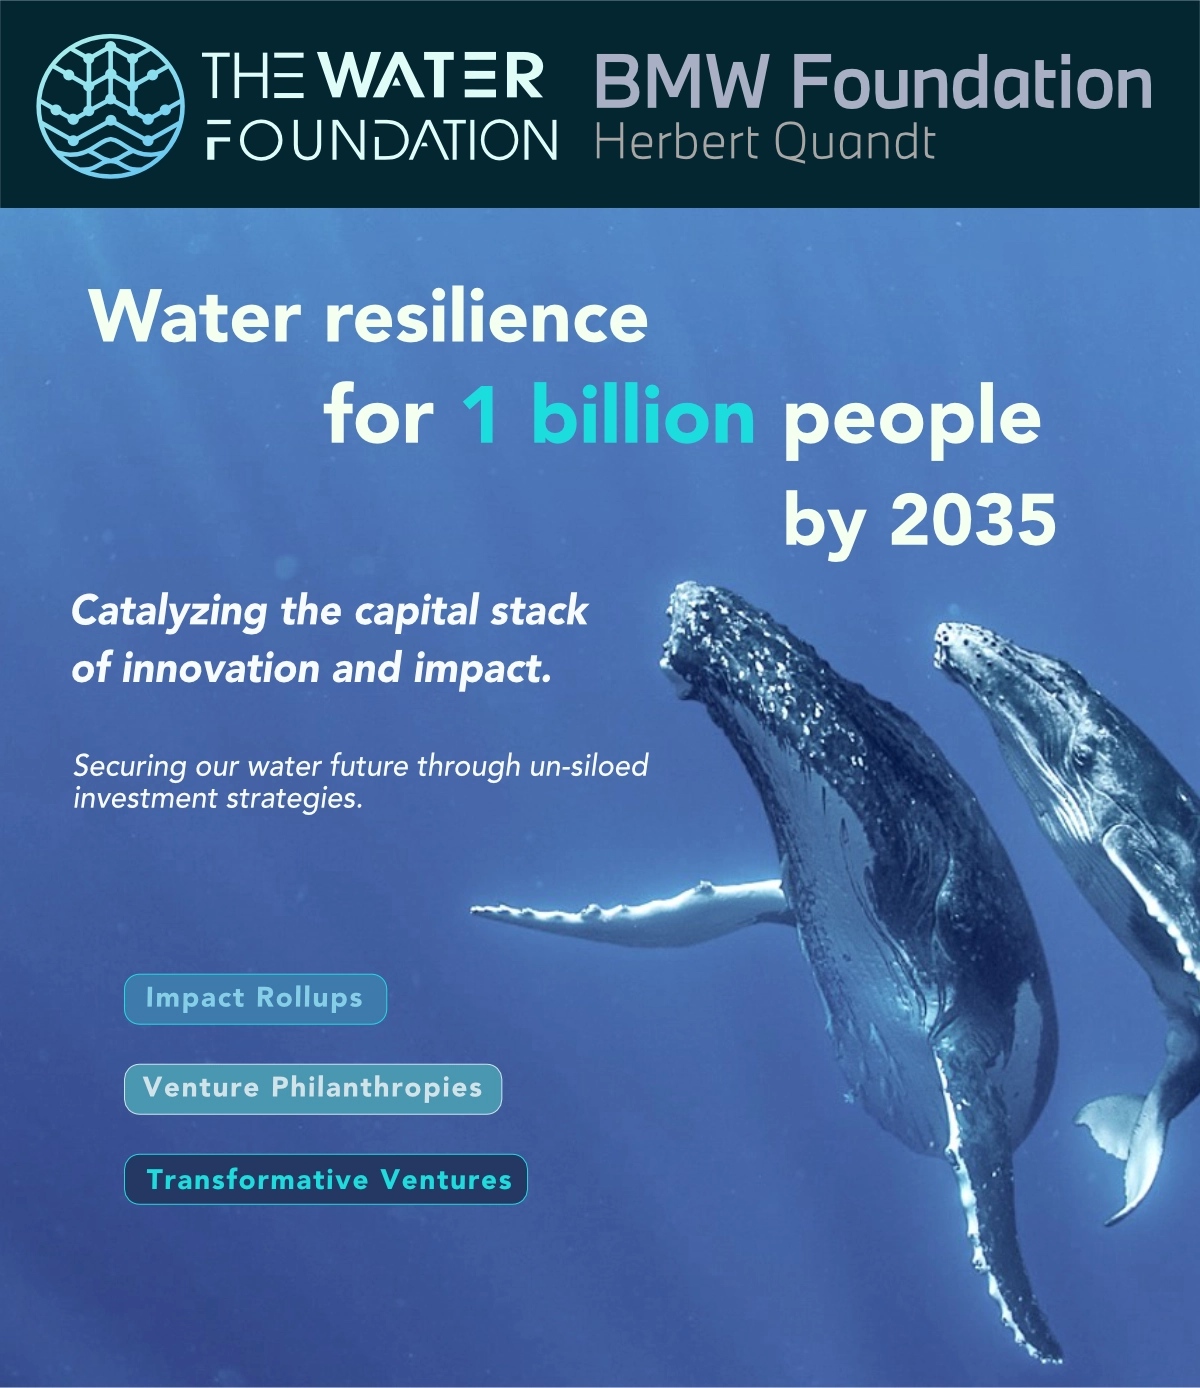 THE WATER
FOUNDATION
BMW Foundation
Herbert Quandt
Water resilience
for 1 billion people
by 2035
Catalyzing the capital stack
of innovation and impact.
Securing our water future through un-siloed
investment strategies.
Impact Rollups
Venture Philanthropies
Transformative Ventures